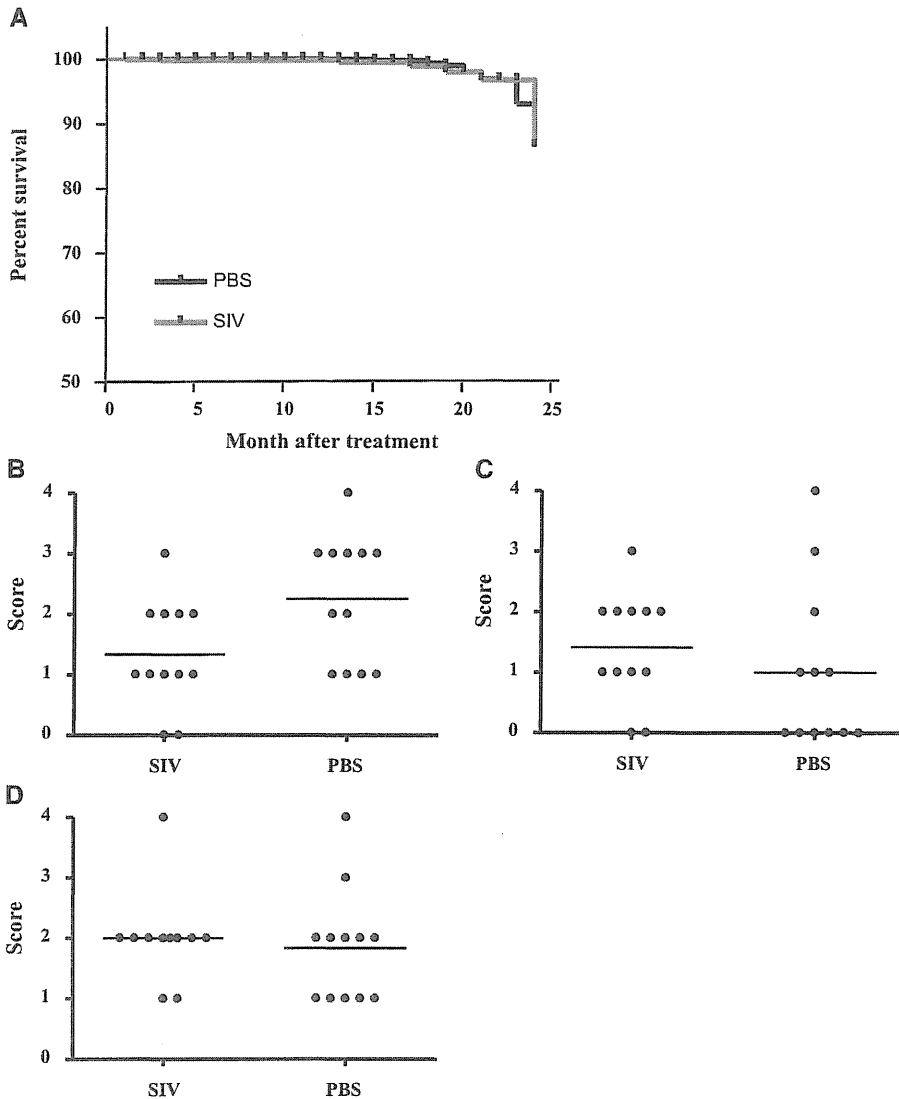 A
100
90
80
70
60
50
Percent survival
PBS
SIV
0 5 10 15 20 25
Month after treatment
B
4
3
2
1
0
Score
SIV PBS
C
4
3
2
1
0
Score
SIV PBS
D
4
3
2
1
0
Score
SIV PBS